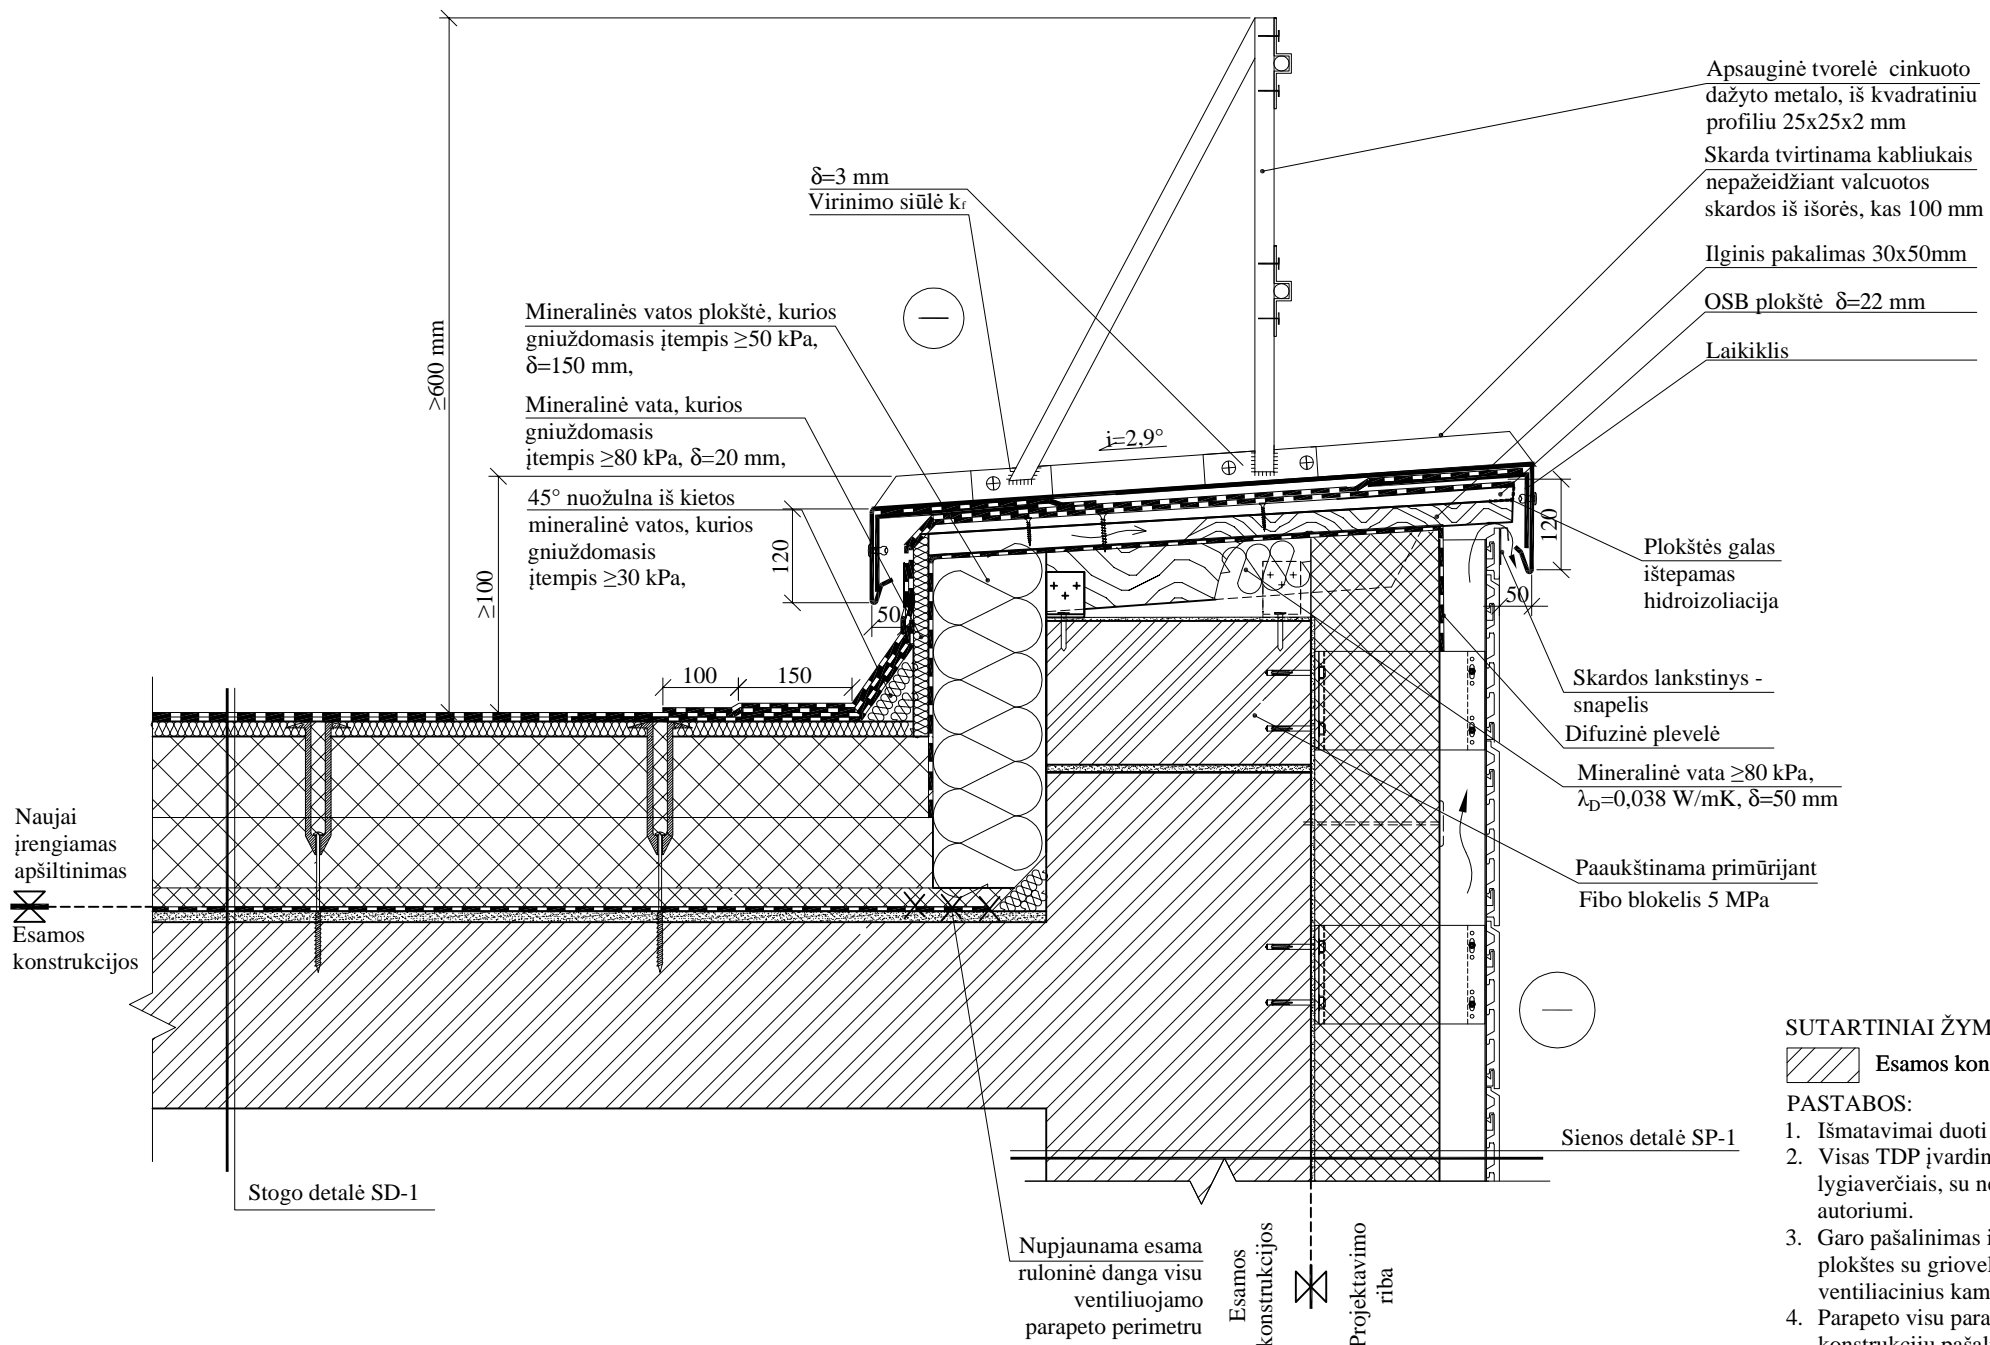 Apsauginė tvorelė cinkuoto
dažyto metalo, iš kvadratiniu
profiliu 25x25x2 mm
Skarda tvirtinama kabliukais
nepažeidžiant valcuotos
skardos iš išorės, kas 100 mm
Ilginis pakalimas 30x50mm
OSB plokštė δ=22 mm
Laikiklis
δ=3 mm
Virinimo siūlė kf
Mineralinės vatos plokštė, kurios
gniuždomasis įtempis ≥50 kPa,
δ=150 mm,
Mineralinė vata, kurios
gniuždomasis
įtempis ≥80 kPa, δ=20 mm,
45° nuožulna iš kietos
mineralinė vatos, kurios
gniuždomasis
įtempis ≥30 kPa,
≥600 mm
≥100
120
50
100
150
i=2,9°
120
50
Plokštės galas
ištepamas
hidroizoliacija
Skardos lankstinys -
snapelis
Difuzinė plevelė
Mineralinė vata ≥80 kPa,
λD=0,038 W/mK, δ=50 mm
Paaukštinama primūrijant
Fibo blokelis 5 MPa
Naujai
įrengiamas
apšiltinimas
Esamos
konstrukcijos
Stogo detalė SD-1
Sienos detalė SP-1
Nupjaunama esama
ruloninė danga visu
ventiliuojamo
parapeto perimetru
Esamos
konstrukcijos
Projektavimo
riba
SUTARTINIAI ŽYM
Esamos kon
PASTABOS:
1. Išmatavimai duoti
2. Visas TDP įvardin
lygiaverčiais, su n
autoriumi.
3. Garo pašalinimas i
plokštes su griovel
ventiliacinius kam
4. Parapeto visu para
konstrukcijų pašal